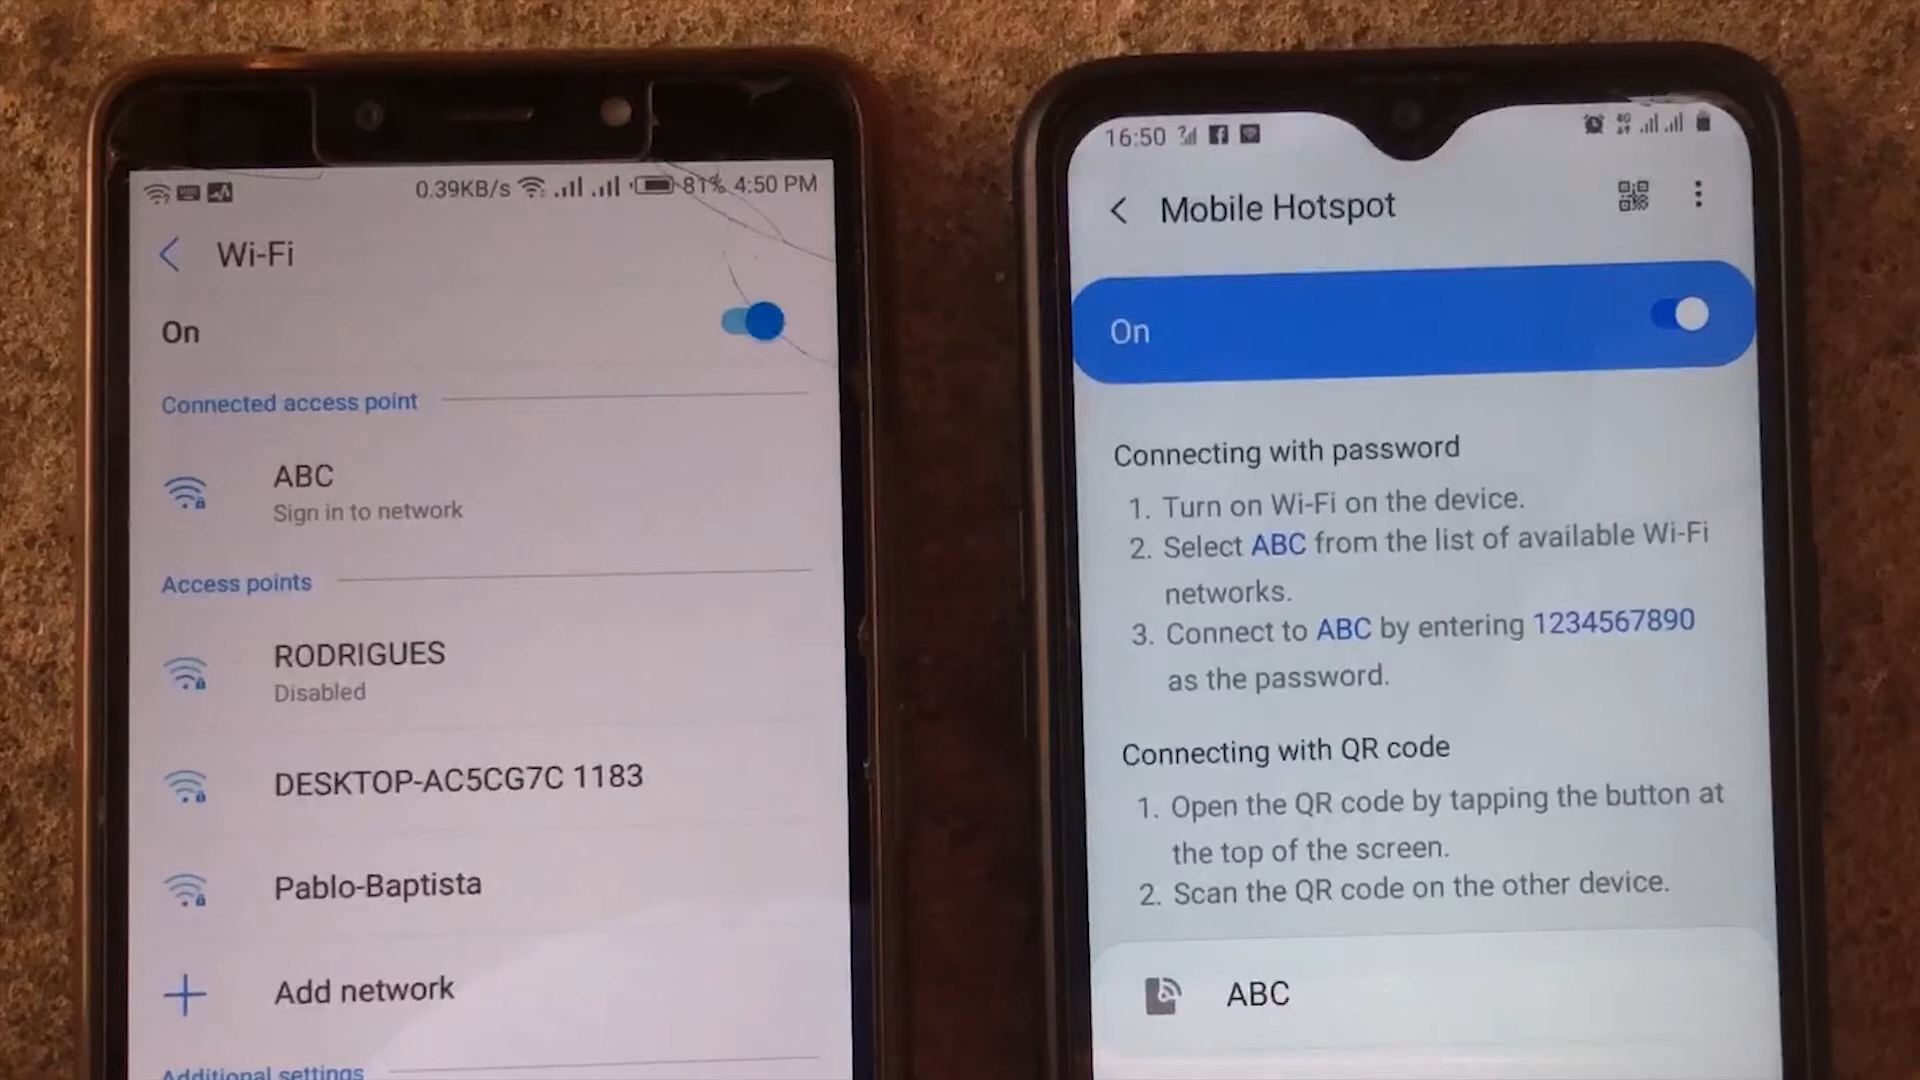 0.39KB/s 81% 4:50 PM
Wi-Fi
On
Connected access point
ABC
Sign in to network
Access points
RODRIGUES
Disabled
DESKTOP-AC5CG7C 1183
Pablo-Baptista
Add network
Additional settings
16:50 4G
Mobile Hotspot
On
Connecting with password
1. Turn on Wi-Fi on the device.
2. Select ABC from the list of available Wi-Fi
networks.
3. Connect to ABC by entering 1234567890
as the password.
Connecting with QR code
1. Open the QR code by tapping the button at
the top of the screen.
2. Scan the QR code on the other device.
ABC